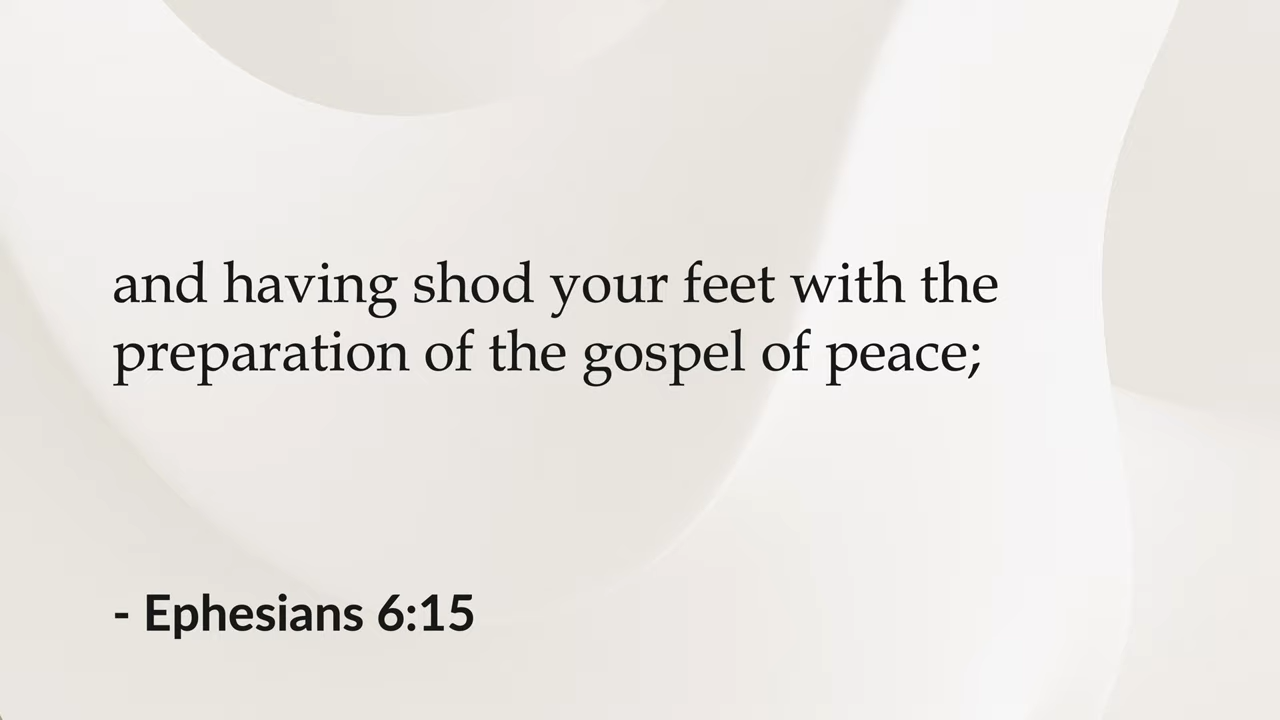 and having shod your feet with the
preparation of the gospel of peace;
- Ephesians 6:15